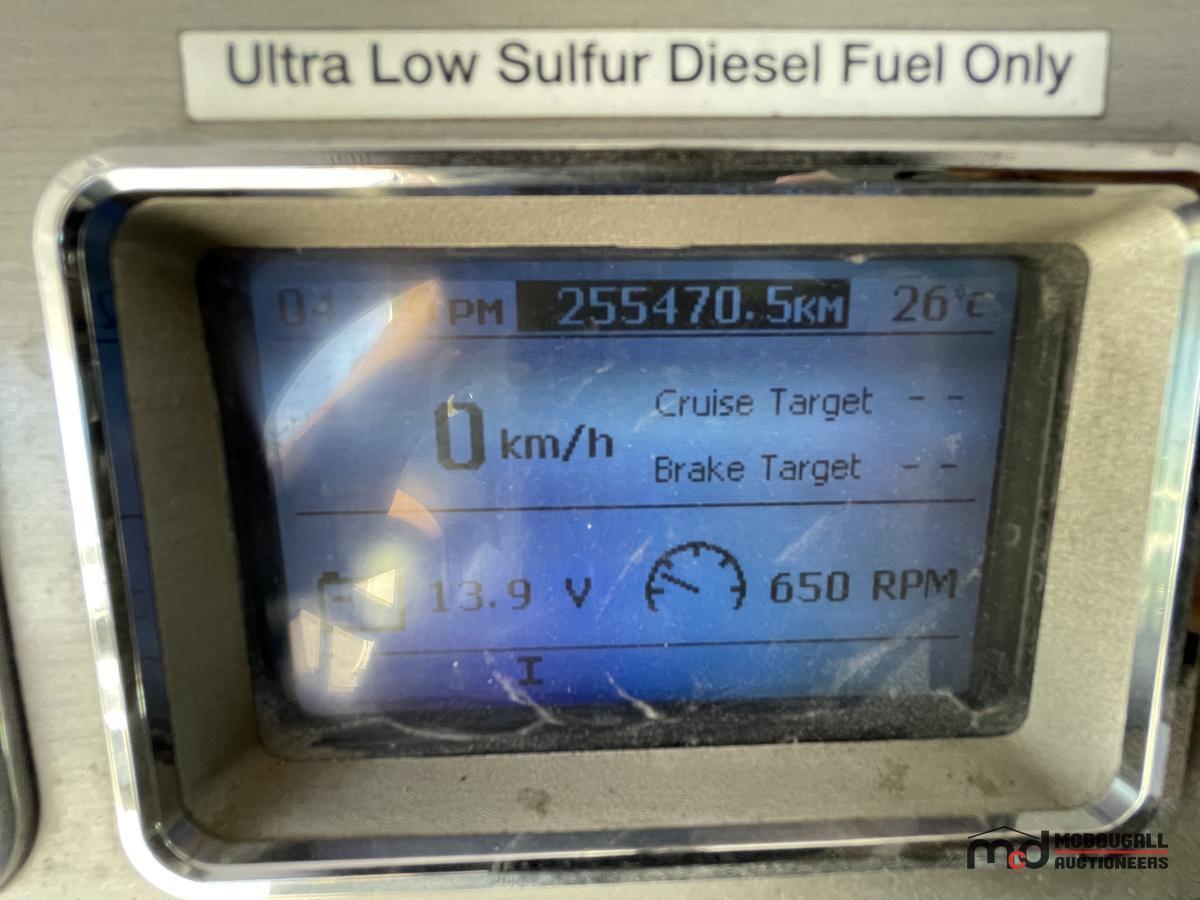 Ultra Low Sulfur Diesel Fuel Only
PM 255470.5KM 26°C
Cruise Target - -
0 km/h
Brake Target - -
13.9 V 650 RPM
I
mcd MCDOUGALL
AUCTIONEERS